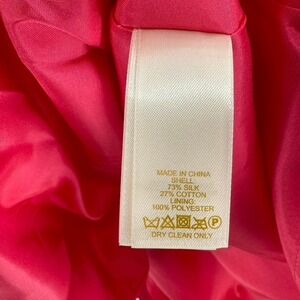 MADE IN CHINA
SHELL:
73% SILK
27% COTTON
LINING:
100% POLYESTER
P
DRY CLEAN ONLY